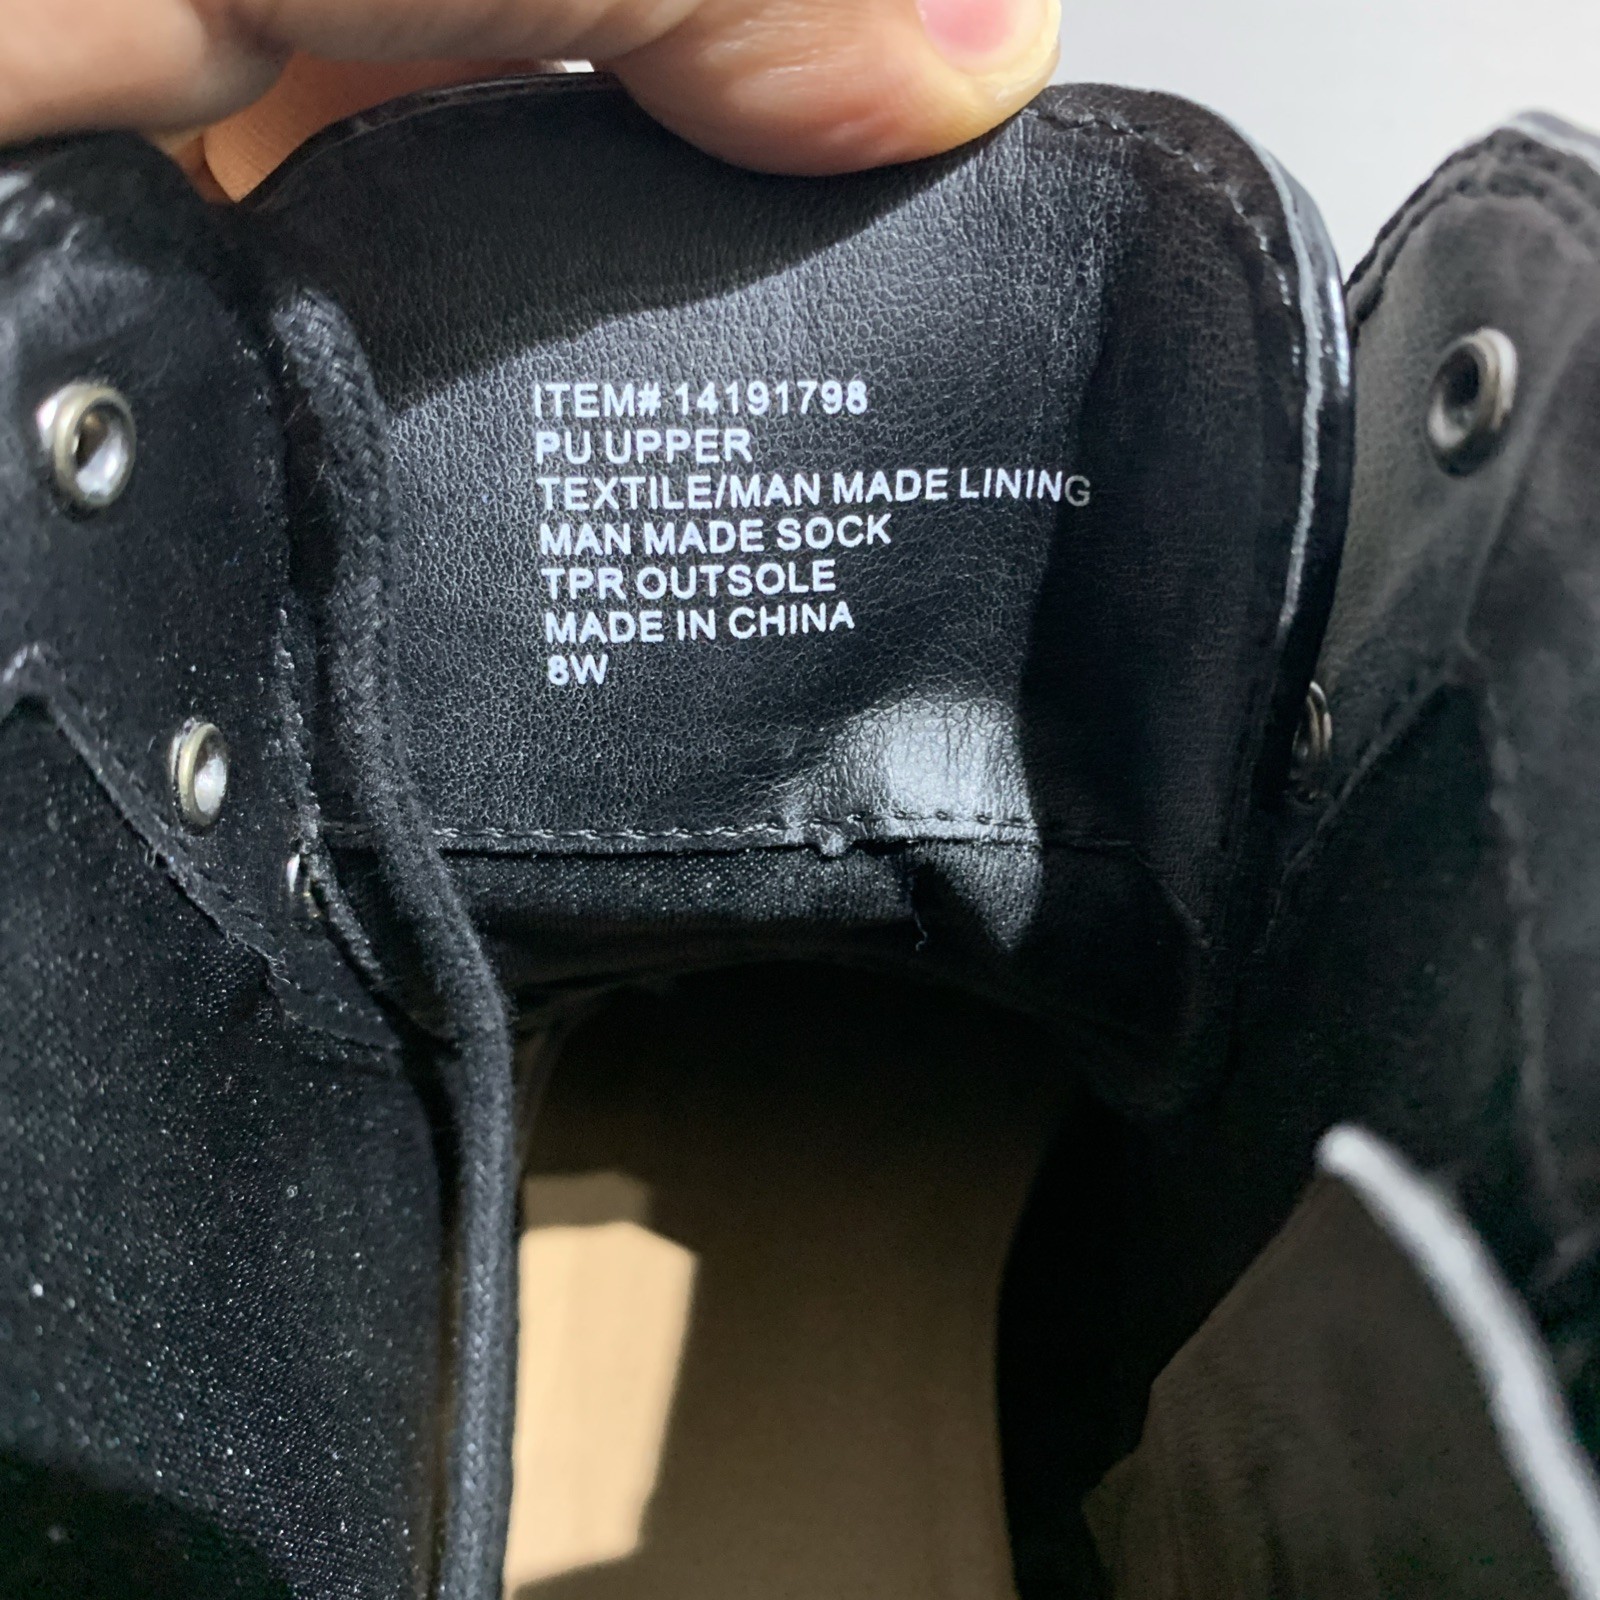 ITEM# 14191798
PU UPPER
TEXTILE/MAN MADE LINING
MAN MADE SOCK
TPR OUTSOLE
MADE IN CHINA
8W